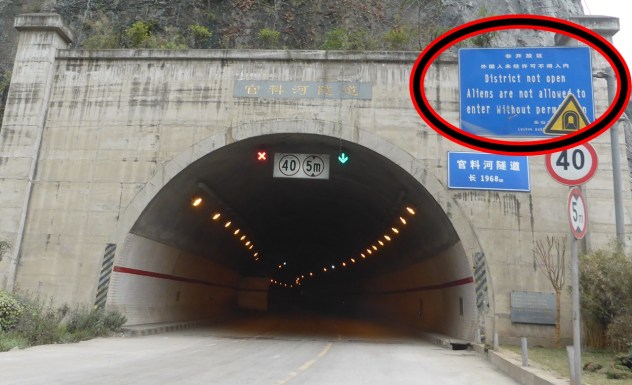 非开放区
外国人未经许可不得入内
District not open
Aliens are not allowed to
enter Without
官料河隧道
40 5m
官料河隧道
长 1968m
40
5m